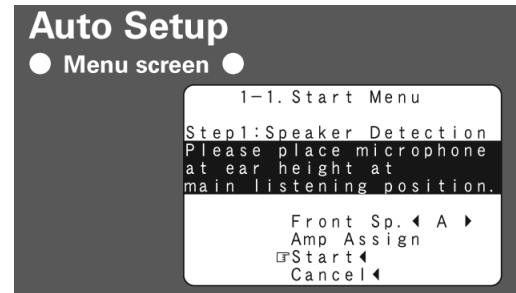 Auto Setup
● Menu screen ●
1-1. Start Menu
Step1:Speaker Detection
Please place microphone
at ear height at
main listening position.
Front Sp. ◀ A ▶
Amp Assign
☞Start◀
Cancel◀